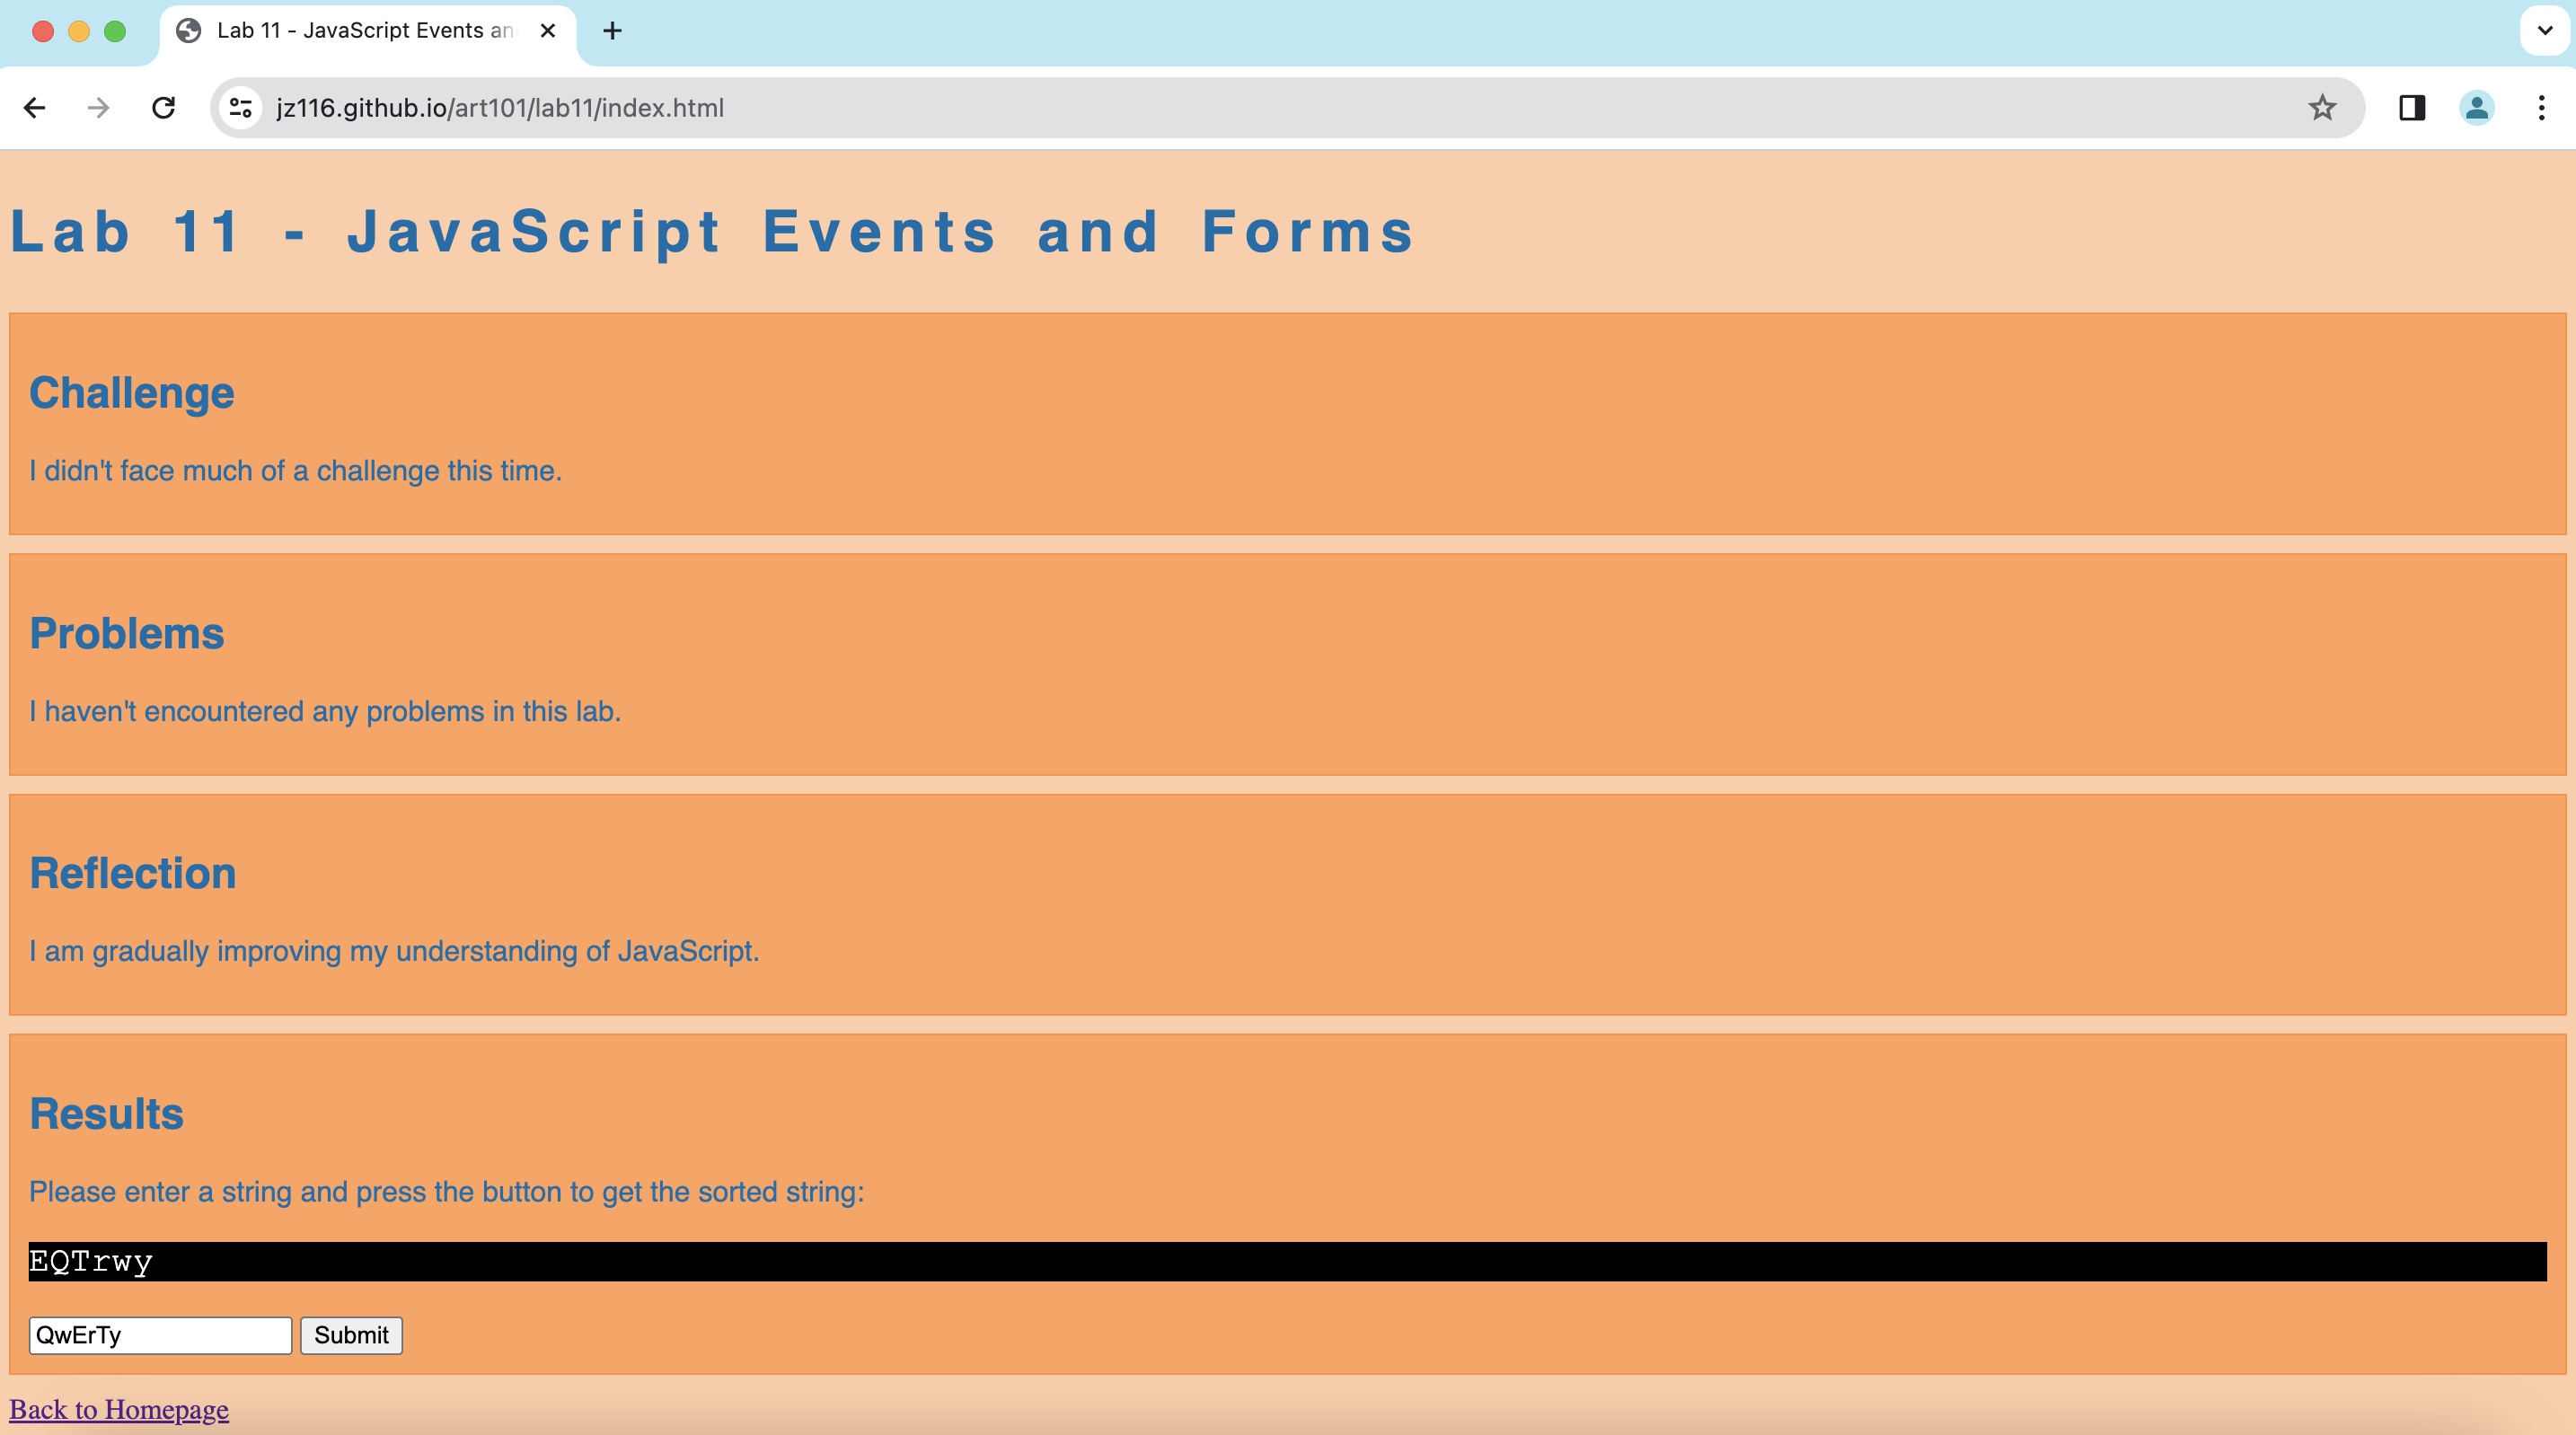 Lab 11 - JavaScript Events an
jz116.github.io/art101/lab11/index.html
Lab 11 - JavaScript Events and Forms
Challenge
I didn't face much of a challenge this time.
Problems
I haven't encountered any problems in this lab.
Reflection
I am gradually improving my understanding of JavaScript.
Results
Please enter a string and press the button to get the sorted string:
EQTrwy
QwErTy Submit
Back to Homepage